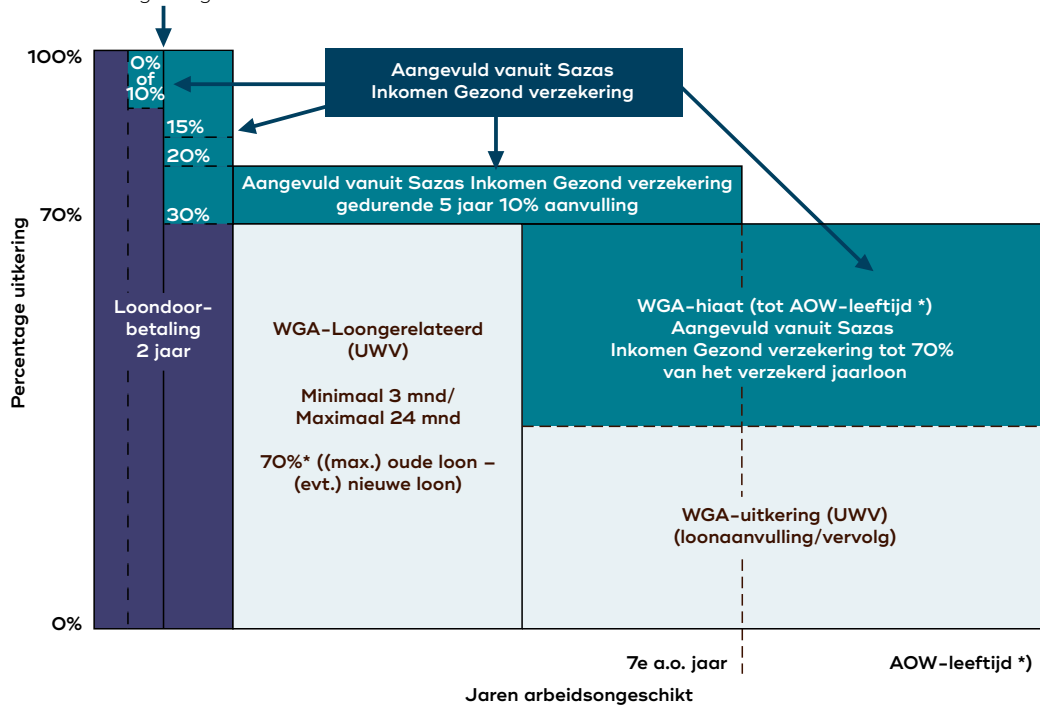 100%
0%
of
10%
Aangevuld vanuit Sazas
Inkomen Gezond verzekering
15%
20%
Aangevuld vanuit Sazas Inkomen Gezond verzekering
gedurende 5 jaar 10% aanvulling
70%
30%
Percentage uitkering
Loondoor-
betaling
2 jaar
WGA-Loongerelateerd
(UWV)
Minimaal 3 mnd/
Maximaal 24 mnd
70%* ((max.) oude loon –
(evt.) nieuwe loon)
WGA-hiaat (tot AOW-leeftijd *)
Aangevuld vanuit Sazas
Inkomen Gezond verzekering tot 70%
van het verzekerd jaarloon
WGA-uitkering (UWV)
(loonaanvulling/vervolg)
0%
7e a.o. jaar
AOW-leeftijd *)
Jaren arbeidsongeschikt